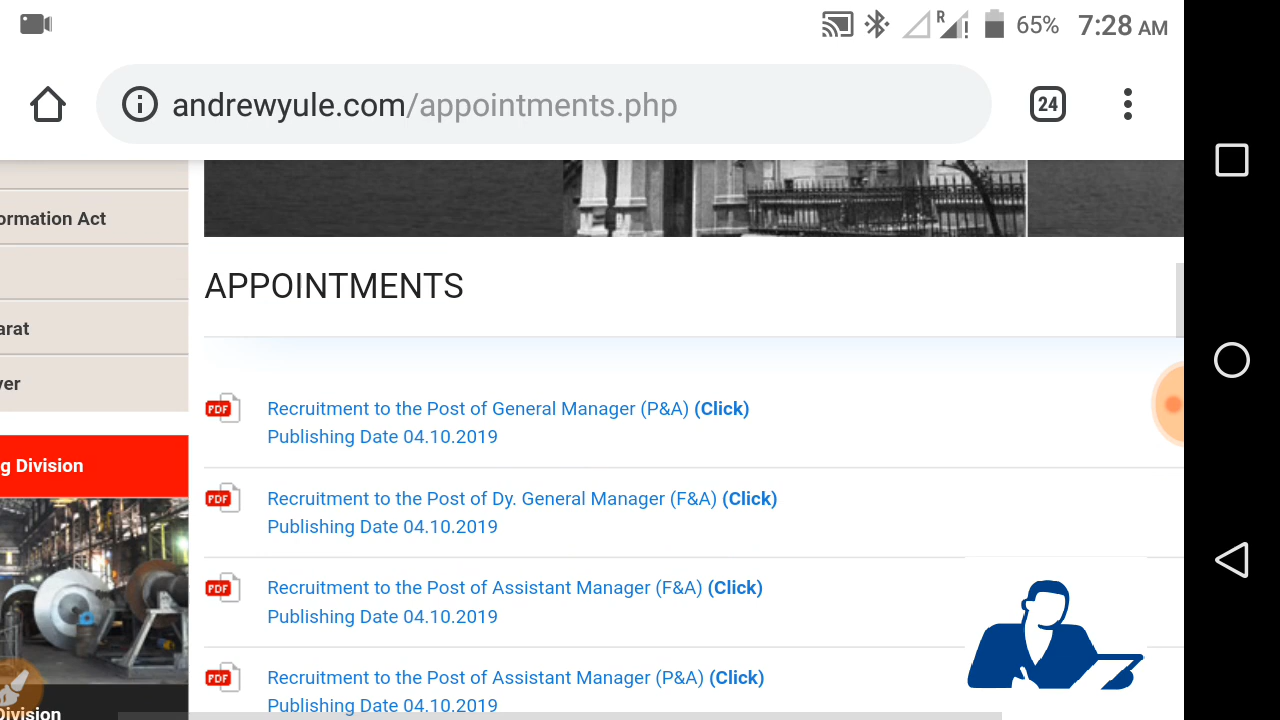 R
65%
7:28 AM
andrewyule.com/appointments.php
24
ormation Act
arat
ver
g Division
Division
APPOINTMENTS
PDF
Recruitment to the Post of General Manager (P&A) (Click)
Publishing Date 04.10.2019
PDF
Recruitment to the Post of Dy. General Manager (F&A) (Click)
Publishing Date 04.10.2019
PDF
Recruitment to the Post of Assistant Manager (F&A) (Click)
Publishing Date 04.10.2019
PDF
Recruitment to the Post of Assistant Manager (P&A) (Click)
Publishing Date 04.10.2019